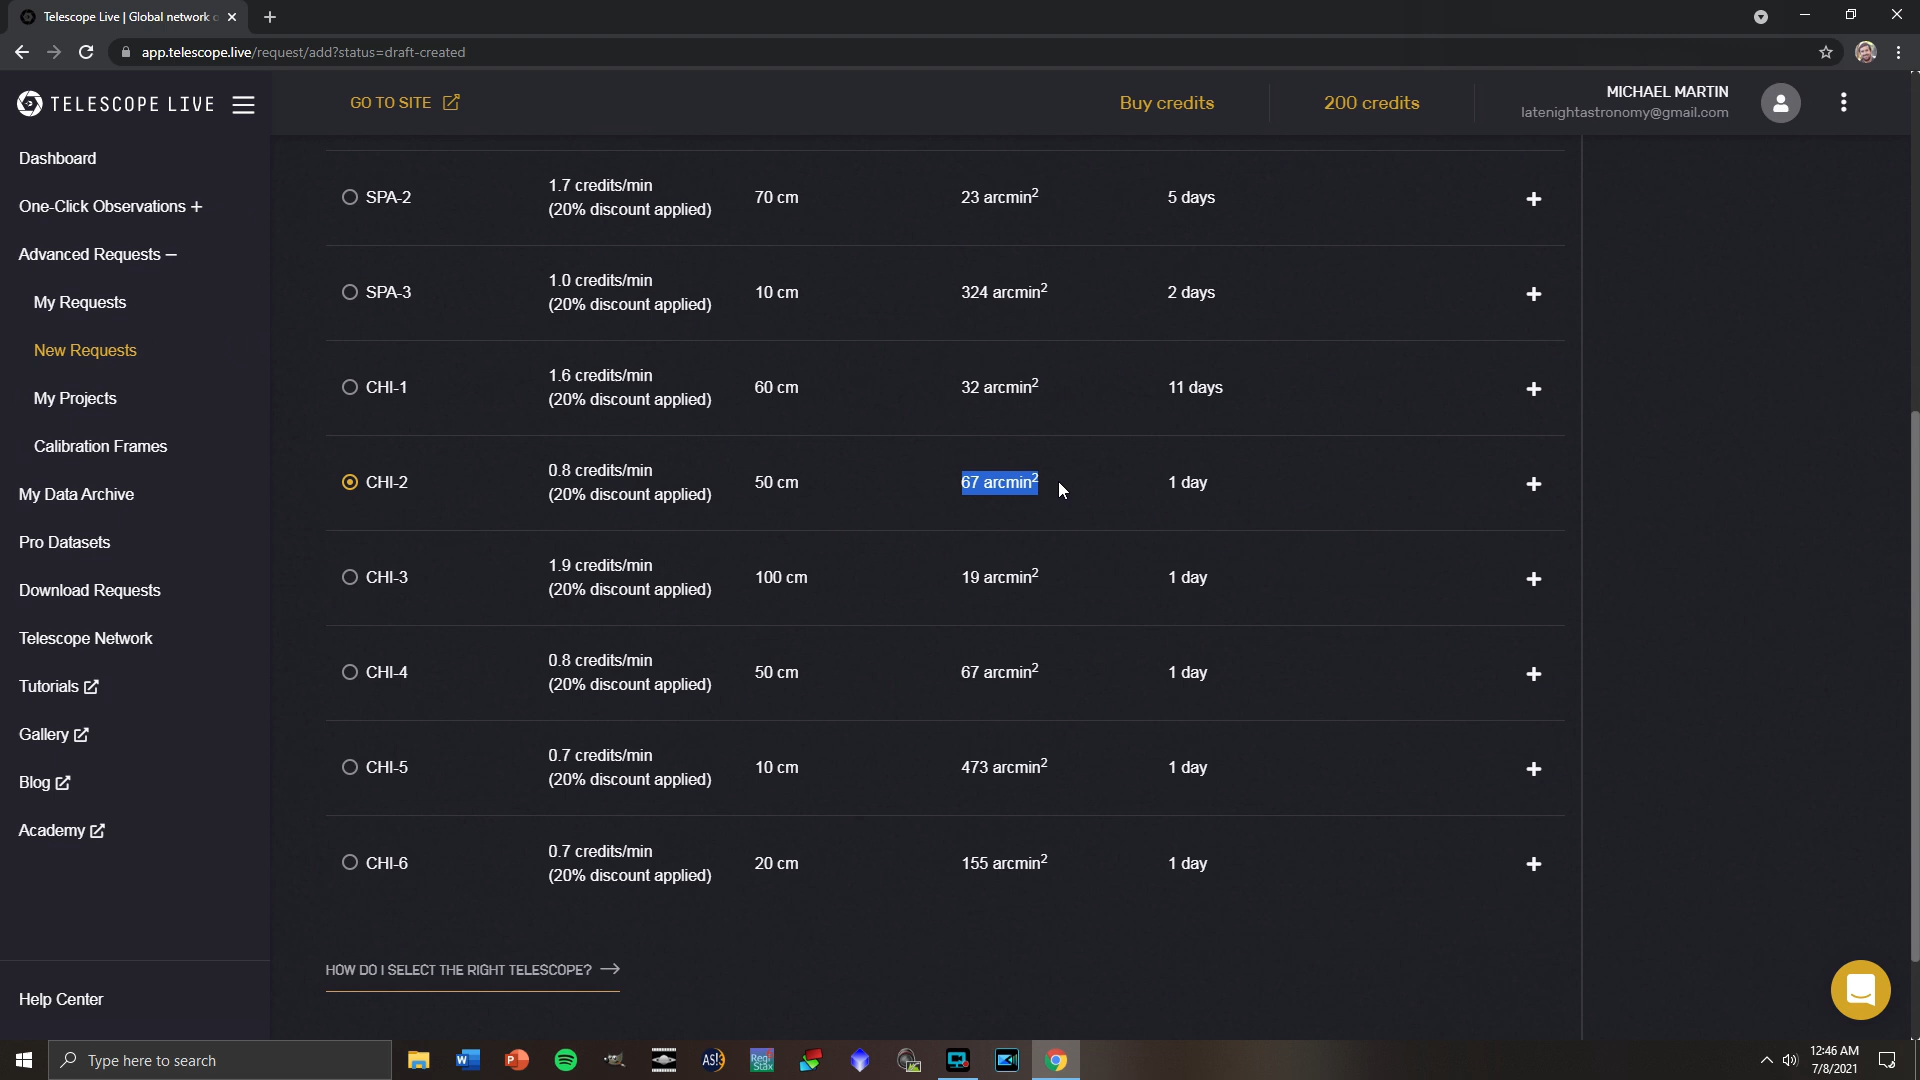 Telescope Live | Global network o
app.telescope.live/request/add?status=draft-created
TELESCOPE LIVE
GO TO SITE
Buy credits
200 credits
MICHAEL MARTIN
latenightastronomy@gmail.com
Dashboard
One-Click Observations +
Advanced Requests –
My Requests
New Requests
My Projects
Calibration Frames
My Data Archive
Pro Datasets
Download Requests
Telescope Network
Tutorials
Gallery
Blog
Academy
Help Center
SPA-2 1.7 credits/min 70 cm 23 arcmin² 5 days +
(20% discount applied)
SPA-3 1.0 credits/min 10 cm 324 arcmin² 2 days +
(20% discount applied)
CHI-1 1.6 credits/min 60 cm 32 arcmin² 11 days +
(20% discount applied)
CHI-2 0.8 credits/min 50 cm 67 arcmin² 1 day +
(20% discount applied)
CHI-3 1.9 credits/min 100 cm 19 arcmin² 1 day +
(20% discount applied)
CHI-4 0.8 credits/min 50 cm 67 arcmin² 1 day +
(20% discount applied)
CHI-5 0.7 credits/min 10 cm 473 arcmin² 1 day +
(20% discount applied)
CHI-6 0.7 credits/min 20 cm 155 arcmin² 1 day +
(20% discount applied)
HOW DO I SELECT THE RIGHT TELESCOPE? →
Type here to search
AS!3
Regi Stax
12:46 AM
7/8/2021